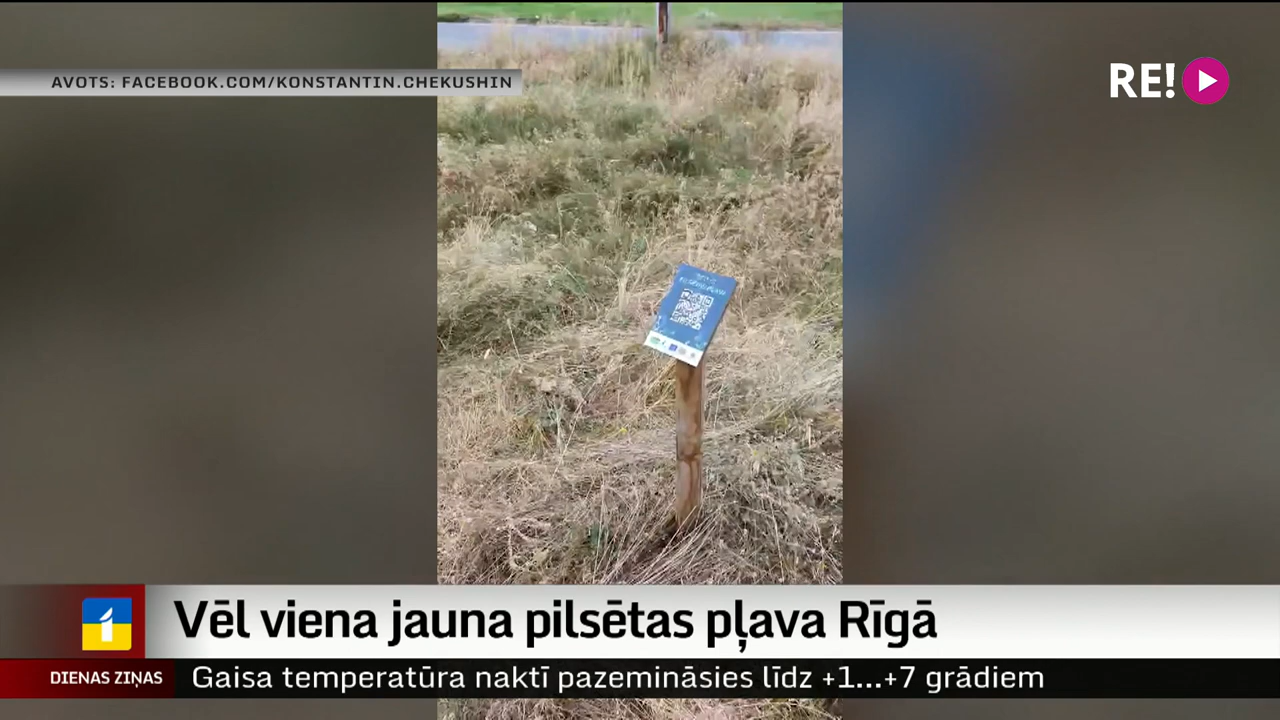 AVOTS: FACEBOOK.COM/KONSTANTIN.CHEKUSHIN
RE!
1
Vēl viena jauna pilsētas pļava Rīgā
DIENAS ZIŅAS
Gaisa temperatūra naktī pazemināsies līdz +1...+7 grādiem